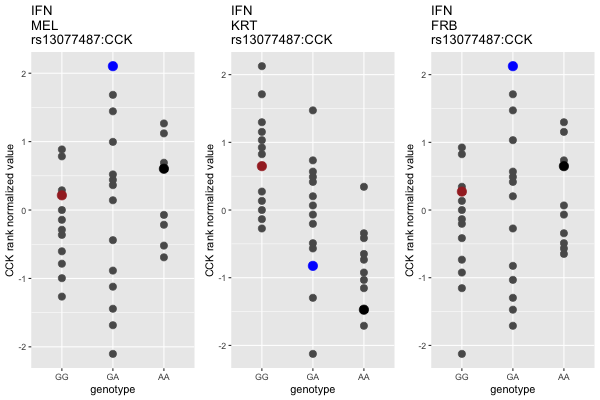 IFN
MEL
rs13077487:CCK
CCK rank normalized value
2
1
0
-1
-2
GG
GA
AA
genotype
IFN
KRT
rs13077487:CCK
CCK rank normalized value
2
1
0
-1
-2
GG
GA
AA
genotype
IFN
FRB
rs13077487:CCK
CCK rank normalized value
2
1
0
-1
-2
GG
GA
AA
genotype